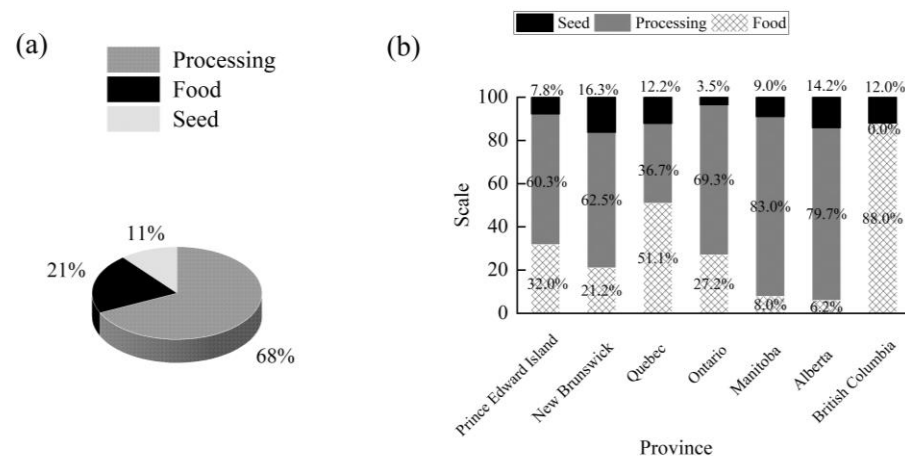 (a)
Processing
Food
Seed
11%
21%
68%
(b)
Seed Processing Food
7.8% 16.3% 12.2% 3.5% 9.0% 14.2% 12.0%
100
80
60
40
20
0
Scale
0.0%
60.3% 62.5% 36.7% 69.3% 83.0% 79.7% 88.0%
32.0% 21.2% 51.1% 27.2% 8.0% 6.2%
Prince Edward Island
New Brunswick
Quebec
Ontario
Manitoba
Alberta
British Columbia
Province